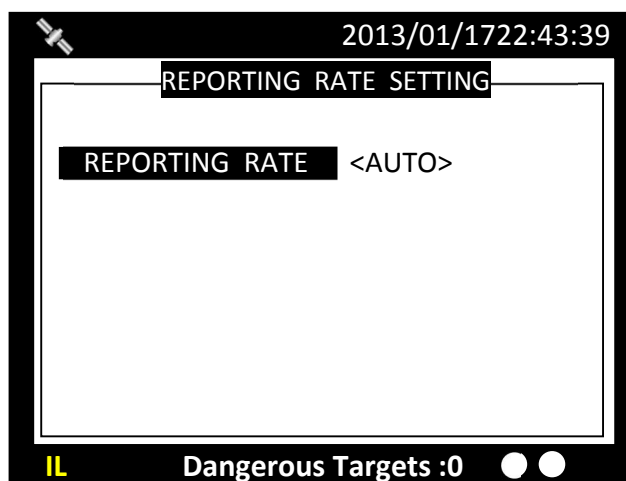 2013/01/1722:43:39
REPORTING RATE SETTING
REPORTING RATE <AUTO>
IL Dangerous Targets :0